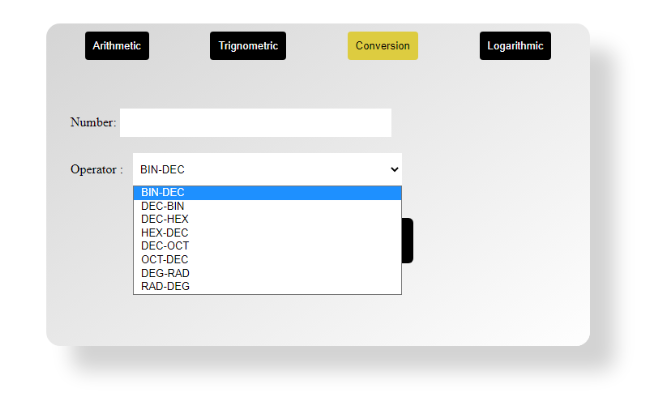 Arithmetic Trignometric Conversion Logarithmic
Number:
Operator : BIN-DEC
BIN-DEC
DEC-BIN
DEC-HEX
HEX-DEC
DEC-OCT
OCT-DEC
DEG-RAD
RAD-DEG